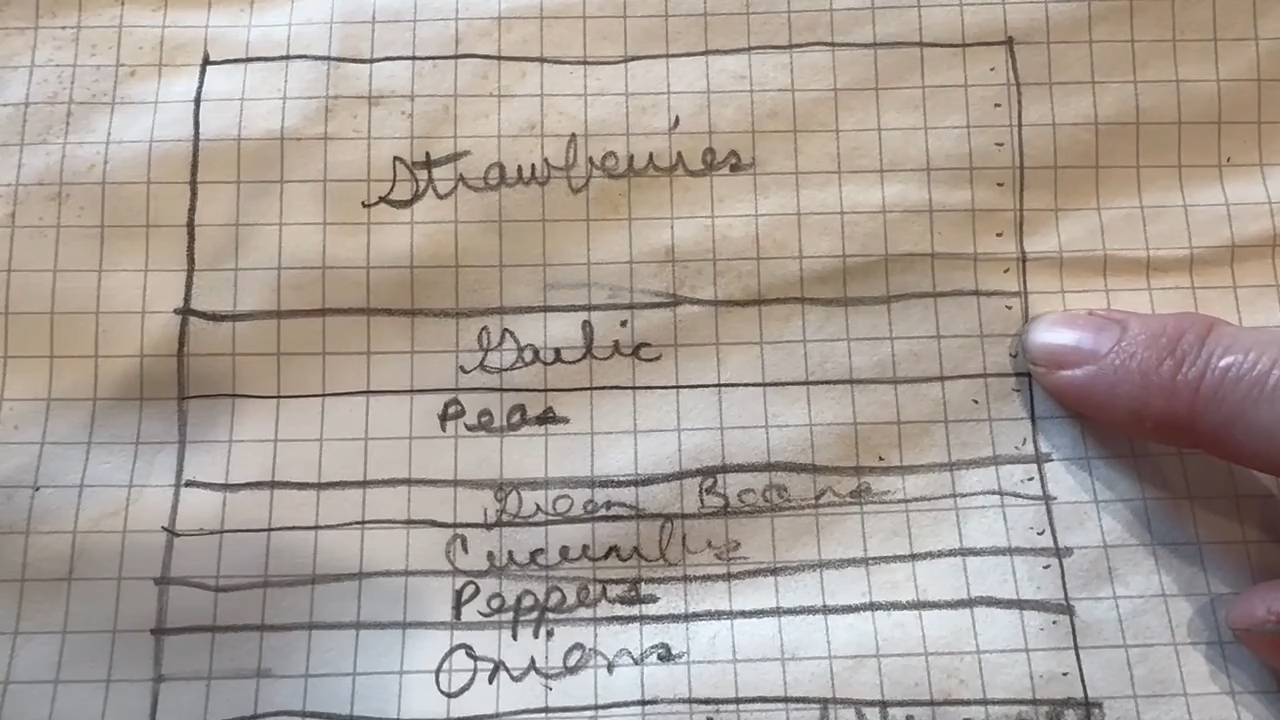 Strawberries
Garlic
Peas
Green Beans
Cucumbers
Peppers
Onions